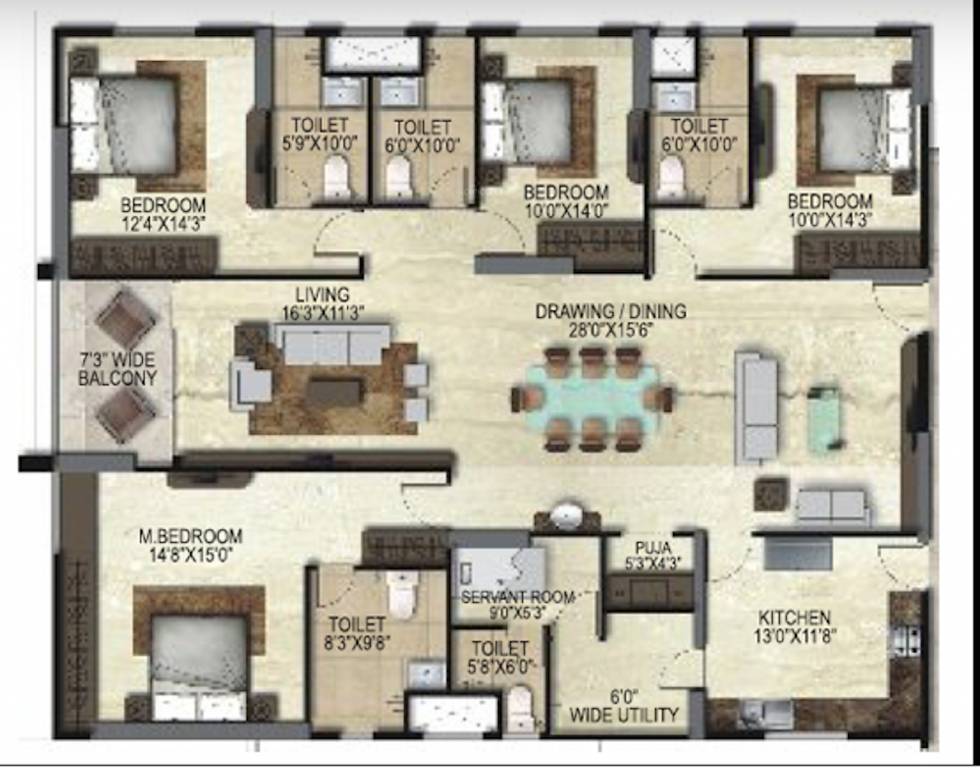 TOILET
5'9"X10'0"
TOILET
6'0"X10'0"
TOILET
6'0"X10'0"
BEDROOM
12'4"X14'3"
BEDROOM
10'0"X14'0"
BEDROOM
10'0"X14'3"
LIVING
16'3"X11'3"
DRAWING / DINING
28'0"X15'6"
7'3" WIDE
BALCONY
M.BEDROOM
14'8"X15'0"
PUJA
5'3"X4'3"
SERVANT ROOM
9'0"X5'3"
TOILET
8'3"X9'8"
KITCHEN
13'0"X11'8"
TOILET
5'8"X6'0"
6'0"
WIDE UTILITY